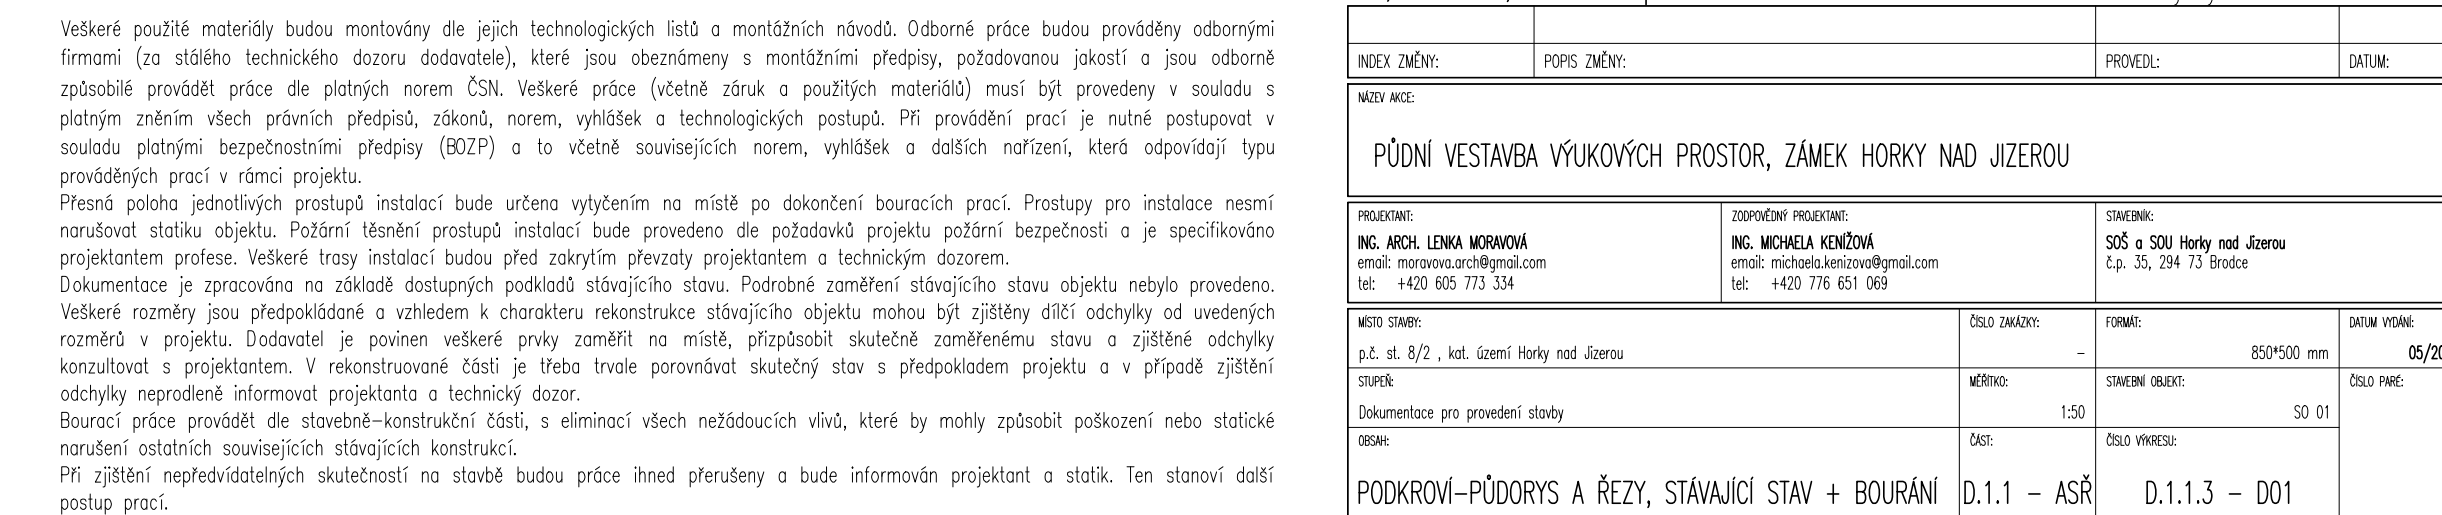 Veškeré použité materiály budou montovány dle jejich technologických listů a montážních návodů. Odborné práce budou prováděny odbornými
firmami (za stálého technického dozoru dodavatele), které jsou obeznámeny s montážními předpisy, požadovanou jakostí a jsou odborně
způsobilé provádět práce dle platných norem ČSN. Veškeré práce (včetně záruk a použitých materiálů) musí být provedeny v souladu s
platným zněním všech právních předpisů, zákonů, norem, vyhlášek a technologických postupů. Při provádění prací je nutné postupovat v
souladu platnými bezpečnostními předpisy (BOZP) a to včetně souvisejících norem, vyhlášek a dalších nařízení, která odpovídají typu
prováděných prací v rámci projektu.
Přesná poloha jednotlivých prostupů instalací bude určena vytyčením na místě po dokončení bouracích prací. Prostupy pro instalace nesmí
narušovat statiku objektu. Požární těsnění prostupů instalací bude provedeno dle požadavků projektu požární bezpečnosti a je specifikováno
projektantem profese. Veškeré trasy instalací budou před zakrytím převzaty projektantem a technickým dozorem.
Dokumentace je zpracována na základě dostupných podkladů stávajícího stavu. Podrobné zaměření stávajícího stavu objektu nebylo provedeno.
Veškeré rozměry jsou předpokládané a vzhledem k charakteru rekonstrukce stávajícího objektu mohou být zjištěny dílčí odchylky od uvedených
rozměrů v projektu. Dodavatel je povinen veškeré prvky zaměřit na místě, přizpůsobit skutečně zaměřenému stavu a zjištěné odchylky
konzultovat s projektantem. V rekonstruované části je třeba trvale porovnávat skutečný stav s předpokladem projektu a v případě zjištění
odchylky neprodleně informovat projektanta a technický dozor.
Bourací práce provádět dle stavebně-konstrukční části, s eliminací všech nežádoucích vlivů, které by mohly způsobit poškození nebo statické
narušení ostatních souvisejících stávajících konstrukcí.
Při zjištění nepředvídatelných skutečností na stavbě budou práce ihned přerušeny a bude informován projektant a statik. Ten stanoví další
postup prací.
INDEX ZMĚNY: POPIS ZMĚNY: PROVEDL: DATUM:
NÁZEV AKCE:
PŮDNÍ VESTAVBA VÝUKOVÝCH PROSTOR, ZÁMEK HORKY NAD JIZEROU
PROJEKTANT: ZODPOVĚDNÝ PROJEKTANT: STAVEBNÍK:
ING. ARCH. LENKA MORAVOVÁ ING. MICHAELA KENÍŽOVÁ SOŠ a SOU Horky nad Jizerou
email: moravova.arch@gmail.com email: michaela.kenizova@gmail.com č.p. 35, 294 73 Brodce
tel: +420 605 773 334 tel: +420 776 651 069
MÍSTO STAVBY: ČÍSLO ZAKÁZKY: FORMÁT: DATUM VYDÁNÍ:
p.č. st. 8/2 , kat. území Horky nad Jizerou - 850*500 mm 05/20
STUPEŇ: MĚŘÍTKO: STAVEBNÍ OBJEKT: ČÍSLO PARÉ:
Dokumentace pro provedení stavby 1:50 SO 01
OBSAH: ČÁST: ČÍSLO VÝKRESU:
PODKROVÍ-PŮDORYS A ŘEZY, STÁVAJÍCÍ STAV + BOURÁNÍ D.1.1 - ASŘ D.1.1.3 - D01